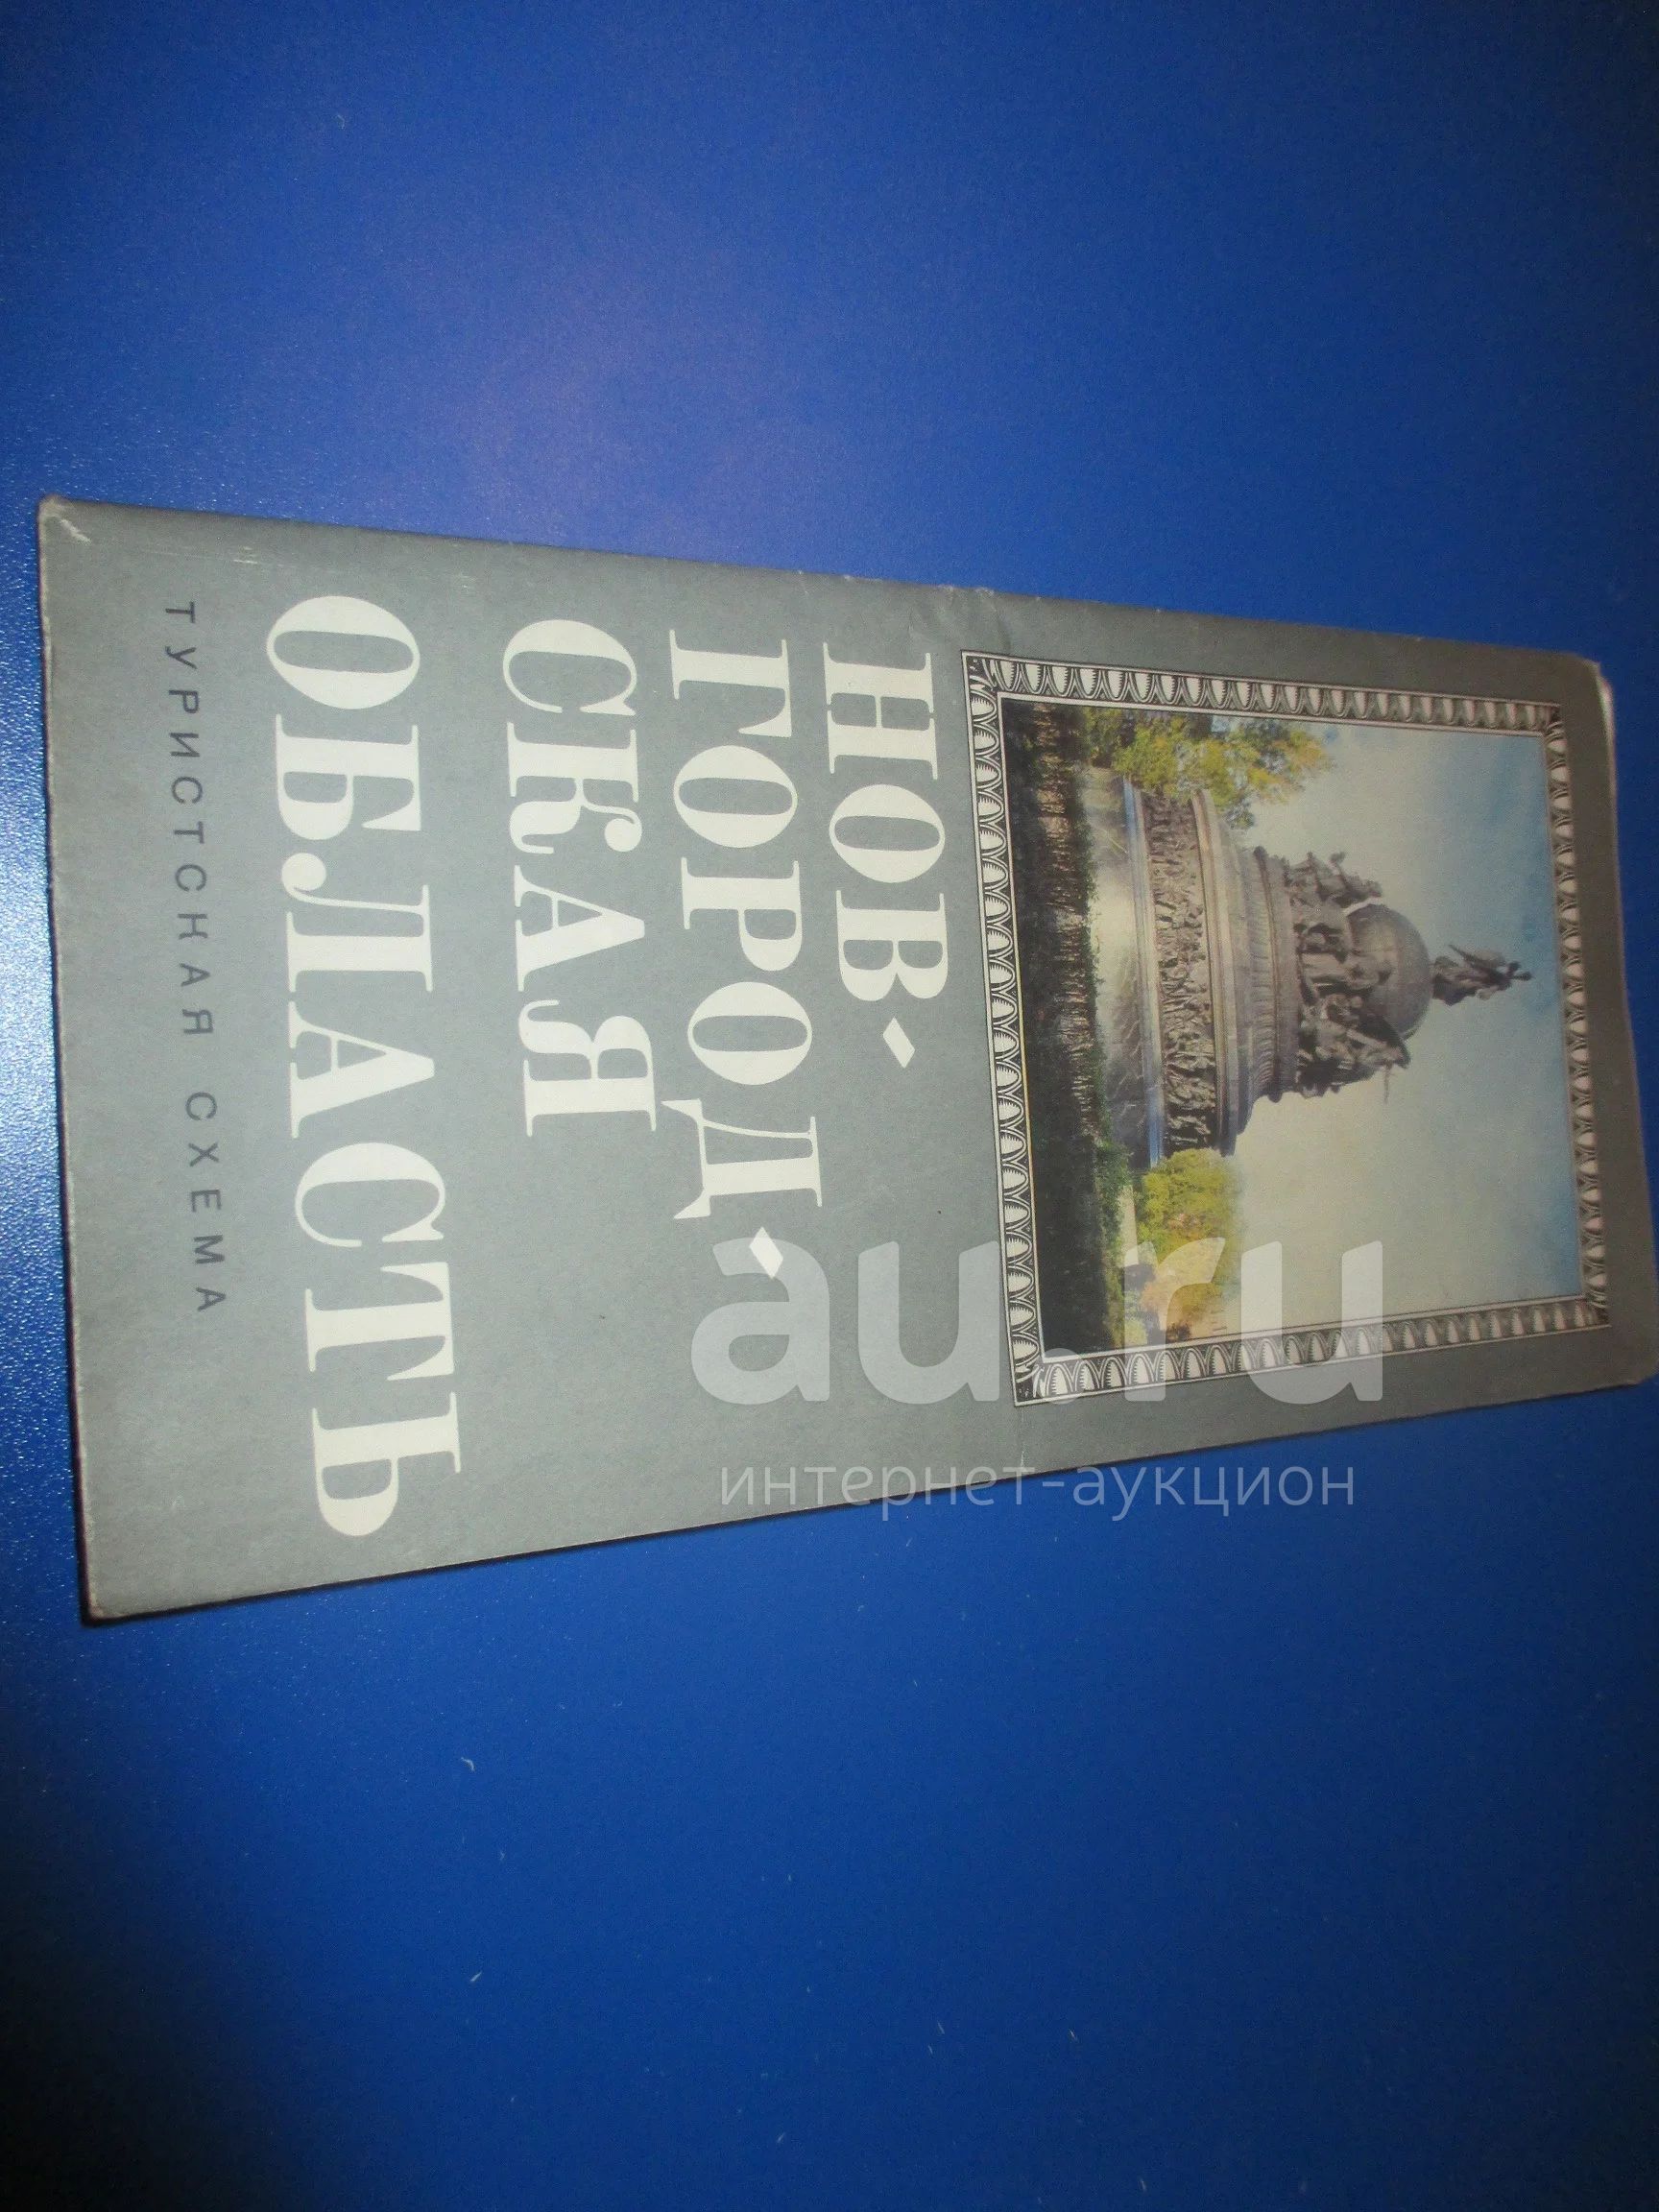 НОВ-
ГОРОД-
СКАЯ
ОБЛАСТЬ
ТУРИСТСКАЯ СХЕМА
au.ru
интернет-аукцион